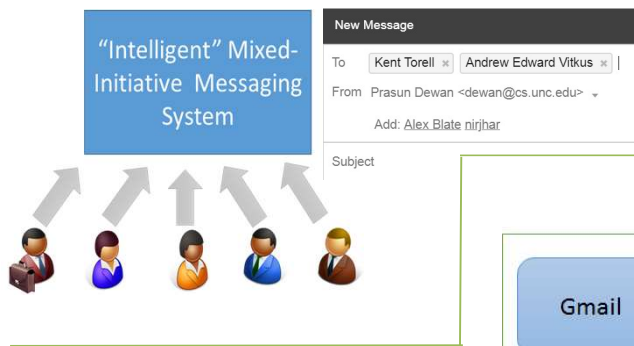 “Intelligent” Mixed-
Initiative Messaging
System
New Message
To Kent Torell × Andrew Edward Vitkus ×
From Prasun Dewan <dewan@cs.unc.edu>
Add: Alex Blate nirjhar
Subject
Gmail